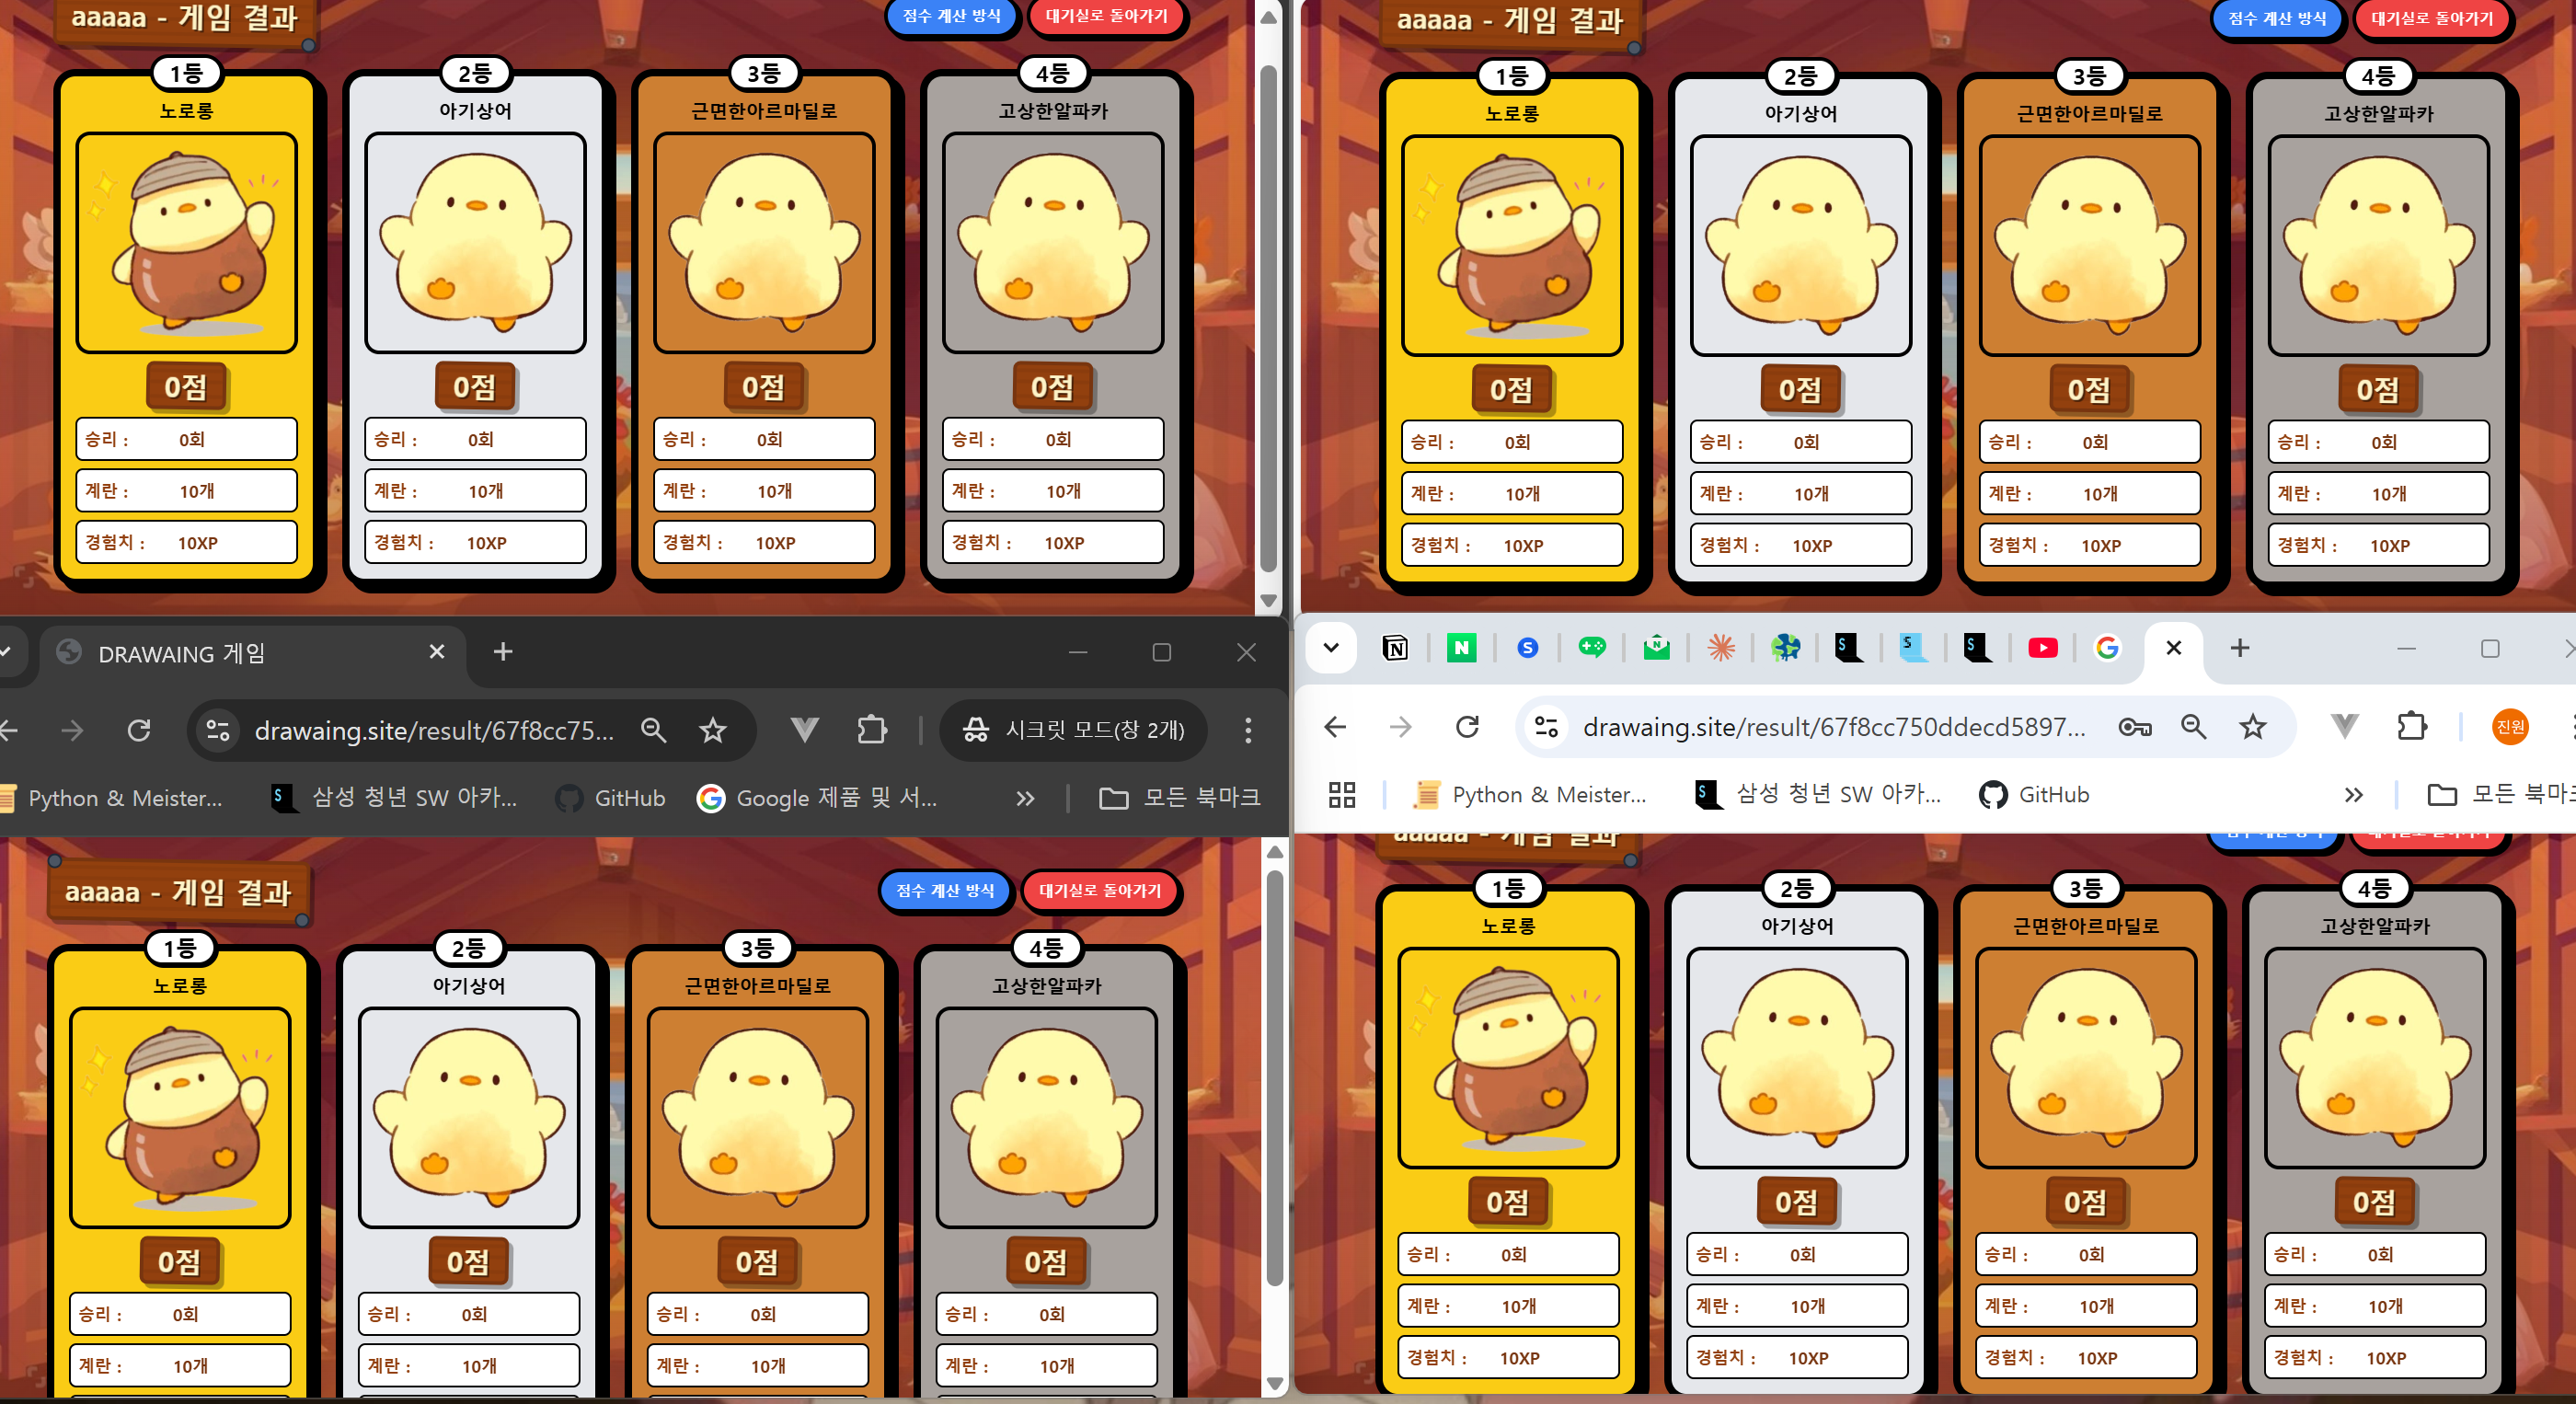 aaaaa - 게임 결과
점수 계산 방식
대기실로 돌아가기
1등
2등
3등
4등
노로롱
아기상어
근면한아르마딜로
고상한알파카
0점
0점
0점
0점
승리 : 0회
승리 : 0회
승리 : 0회
승리 : 0회
계란 : 10개
계란 : 10개
계란 : 10개
계란 : 10개
경험치 : 10XP
경험치 : 10XP
경험치 : 10XP
경험치 : 10XP
aaaaa - 게임 결과
점수 계산 방식
대기실로 돌아가기
1등
2등
3등
4등
노로롱
아기상어
근면한아르마딜로
고상한알파카
0점
0점
0점
0점
승리 : 0회
승리 : 0회
승리 : 0회
승리 : 0회
계란 : 10개
계란 : 10개
계란 : 10개
계란 : 10개
경험치 : 10XP
경험치 : 10XP
경험치 : 10XP
경험치 : 10XP
DRAWAING 게임
drawaing.site/result/67f8cc75...
시크릿 모드(창 2개)
Python & Meister...
삼성 청년 SW 아카...
GitHub
Google 제품 및 서...
모든 북마크
aaaaa - 게임 결과
점수 계산 방식
대기실로 돌아가기
1등
2등
3등
4등
노로롱
아기상어
근면한아르마딜로
고상한알파카
0점
0점
0점
0점
승리 : 0회
승리 : 0회
승리 : 0회
승리 : 0회
계란 : 10개
계란 : 10개
계란 : 10개
계란 : 10개
drawaing.site/result/67f8cc750ddecd5897...
진원
Python & Meister...
삼성 청년 SW 아카...
GitHub
모든 북마크
aaaaa - 게임 결과
점수 계산 방식
대기실로 돌아가기
1등
2등
3등
4등
노로롱
아기상어
근면한아르마딜로
고상한알파카
0점
0점
0점
0점
승리 : 0회
승리 : 0회
승리 : 0회
승리 : 0회
계란 : 10개
계란 : 10개
계란 : 10개
계란 : 10개
경험치 : 10XP
경험치 : 10XP
경험치 : 10XP
경험치 : 10XP